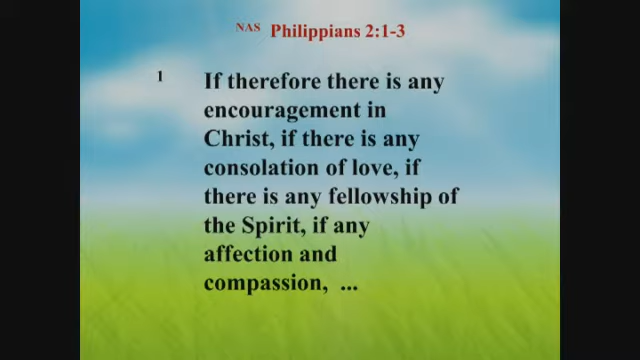 NAS Philippians 2:1-3
1 If therefore there is any
encouragement in
Christ, if there is any
consolation of love, if
there is any fellowship of
the Spirit, if any
affection and
compassion, ...